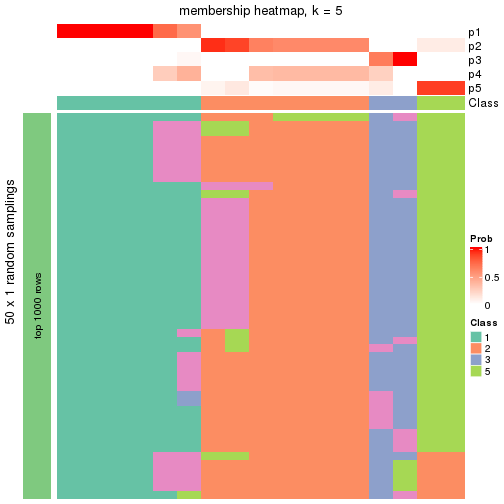 membership heatmap, k = 5
p1
p2
p3
p4
p5
Class
50 x 1 random samplings
top 1000 rows
Prob
1
0.5
0
Class
1
2
3
5